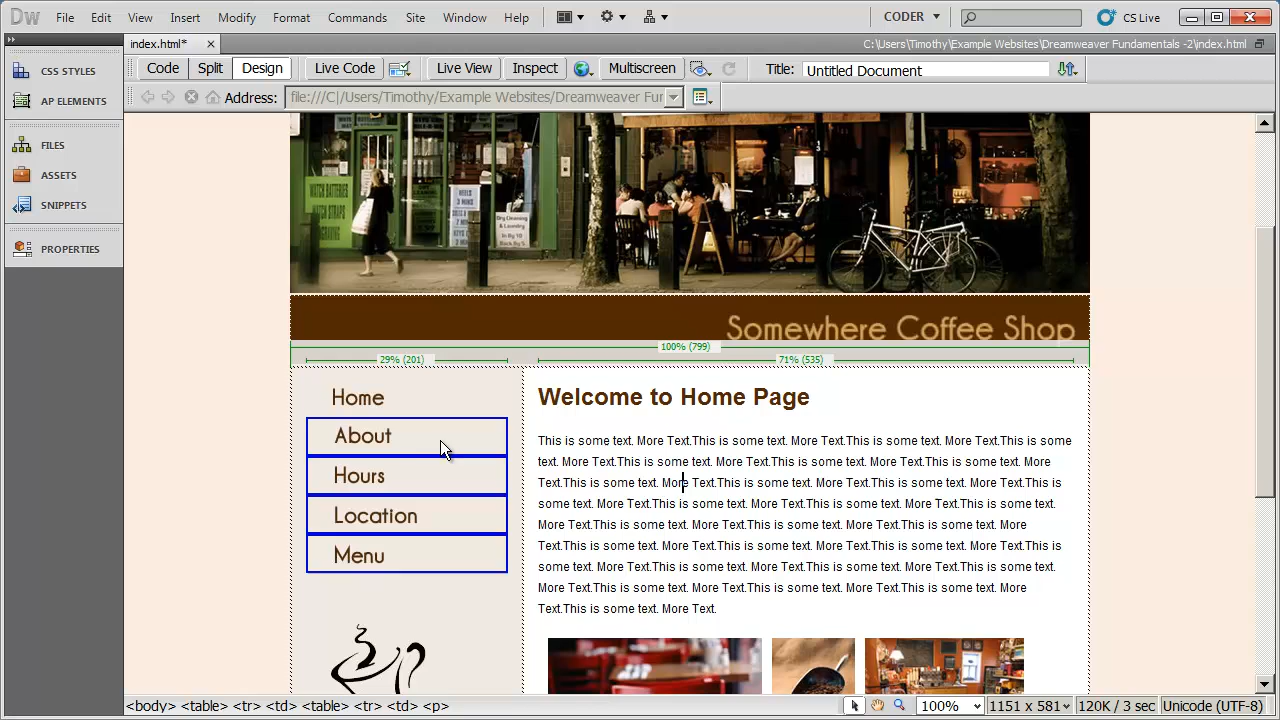 Dw File Edit View Insert Modify Format Commands Site Window Help CODER CS Live
index.html* C:\Users\Timothy\Example Websites\Dreamweaver Fundamentals -2\index.html
Code Split Design Live Code Live View Inspect Multiscreen Title: Untitled Document
Address: file:///C|/Users/Timothy/Example Websites/Dreamweaver Fur
CSS STYLES
AP ELEMENTS
FILES
ASSETS
SNIPPETS
PROPERTIES
WATCH BATTERIES
Somewhere Coffee Shop
100% (799)
29% (201) 71% (535)
Home
About
Hours
Location
Menu
Welcome to Home Page
This is some text. More Text.This is some text. More Text.This is some text. More Text.This is some
text. More Text.This is some text. More Text.This is some text. More Text.This is some text. More
Text.This is some text. More Text.This is some text. More Text.This is some text. More Text.This is
some text. More Text.This is some text. More Text.This is some text. More Text.This is some text.
More Text.This is some text. More Text.This is some text. More Text.This is some text. More
Text.This is some text. More Text.This is some text. More Text.This is some text. More Text.This is
some text. More Text.This is some text. More Text.This is some text. More Text.This is some text.
More Text.This is some text. More Text.This is some text. More Text.This is some text. More
Text.This is some text. More Text.
<body> <table> <tr> <td> <table> <tr> <td> <p> 100% 1151 x 581 120K / 3 sec Unicode (UTF-8)